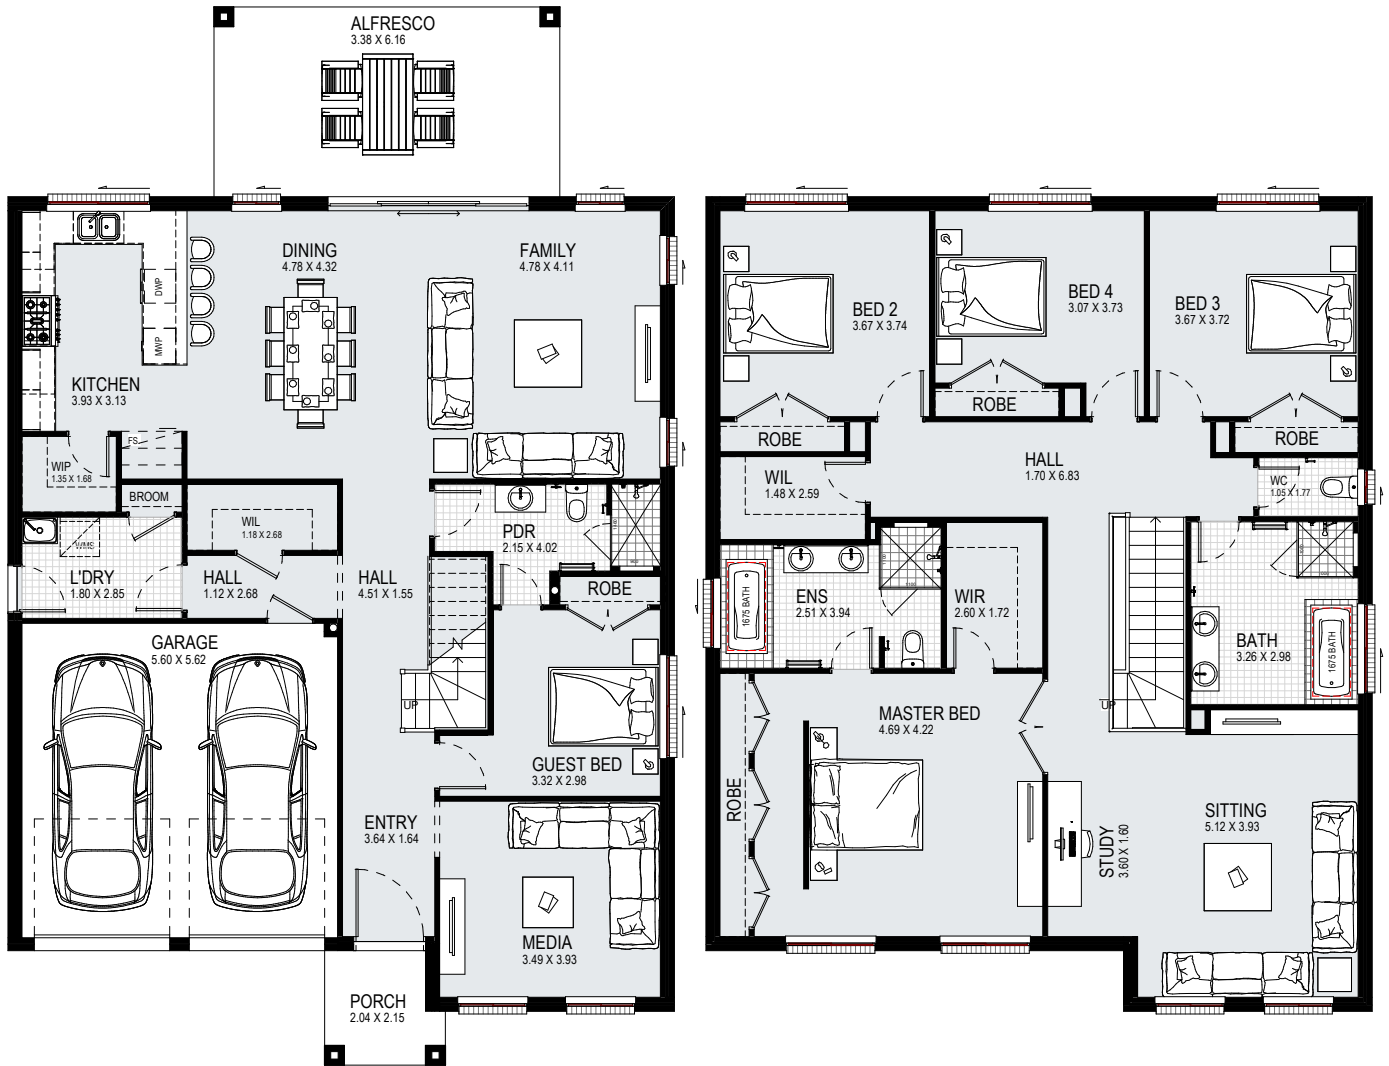 ALFRESCO
3.38 X 6.16
DINING
4.78 X 4.32
FAMILY
4.78 X 4.11
DWP
MWP
KITCHEN
3.93 X 3.13
FS
WIP
1.35 X 1.68
BROOM
WIL
1.18 X 2.68
WMS
L'DRY
1.80 X 2.85
HALL
1.12 X 2.68
HALL
4.51 X 1.55
PDR
2.15 X 4.02
ROBE
GARAGE
5.60 X 5.62
UP
GUEST BED
3.32 X 2.98
ENTRY
3.64 X 1.64
MEDIA
3.49 X 3.93
PORCH
2.04 X 2.15
BED 2
3.67 X 3.74
BED 4
3.07 X 3.73
BED 3
3.67 X 3.72
ROBE
ROBE
ROBE
HALL
1.70 X 6.83
WIL
1.48 X 2.59
WC
1.05 X 1.77
1675 BATH
ENS
2.51 X 3.94
WIR
2.60 X 1.72
BATH
3.26 X 2.98
1675 BATH
UP
MASTER BED
4.69 X 4.22
ROBE
STUDY
3.60 X 1.60
SITTING
5.12 X 3.93